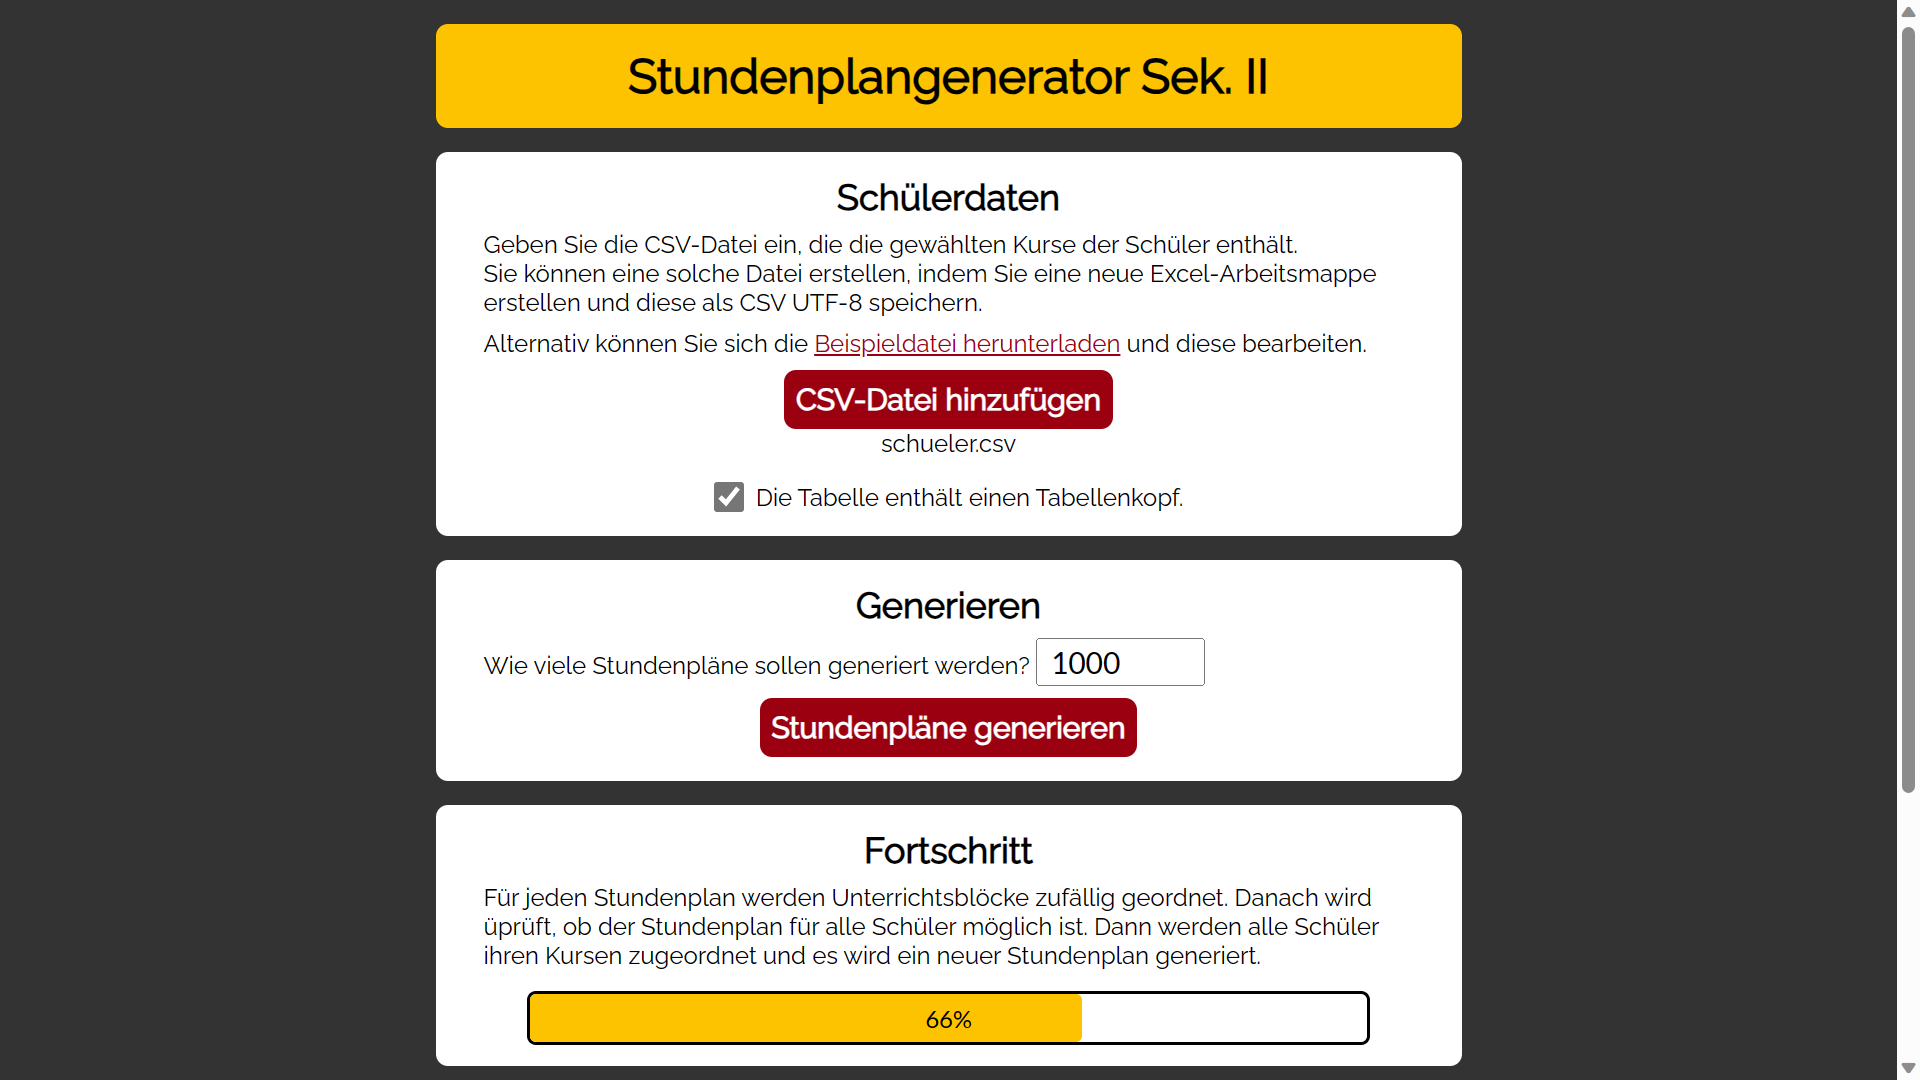 Stundenplangenerator Sek. II
Schülerdaten
Geben Sie die CSV-Datei ein, die die gewählten Kurse der Schüler enthält.
Sie können eine solche Datei erstellen, indem Sie eine neue Excel-Arbeitsmappe
erstellen und diese als CSV UTF-8 speichern.
Alternativ können Sie sich die Beispieldatei herunterladen und diese bearbeiten.
CSV-Datei hinzufügen
schueler.csv
Die Tabelle enthält einen Tabellenkopf.
Generieren
Wie viele Stundenpläne sollen generiert werden? 1000
Stundenpläne generieren
Fortschritt
Für jeden Stundenplan werden Unterrichtsblöcke zufällig geordnet. Danach wird
üprüft, ob der Stundenplan für alle Schüler möglich ist. Dann werden alle Schüler
ihren Kursen zugeordnet und es wird ein neuer Stundenplan generiert.
66%